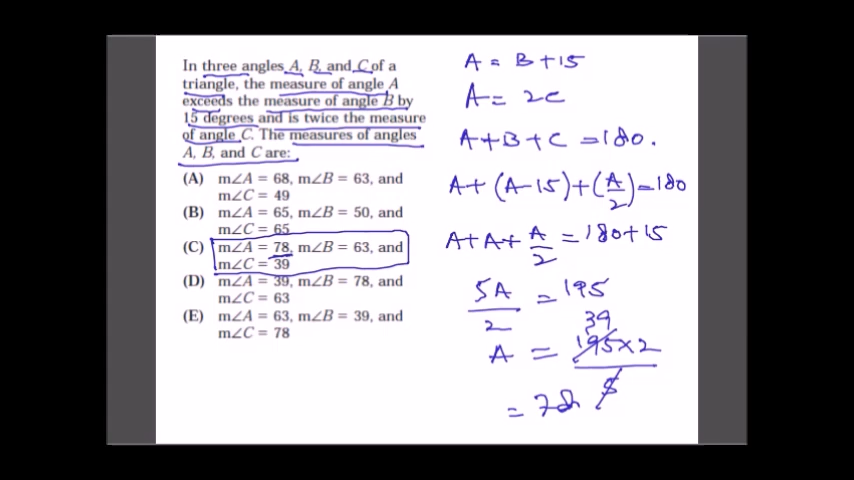 In three angles A, B, and C of a
triangle, the measure of angle A
exceeds the measure of angle B by
15 degrees and is twice the measure
of angle C. The measures of angles
A, B, and C are:
(A) m∠A = 68, m∠B = 63, and
m∠C = 49
(B) m∠A = 65, m∠B = 50, and
m∠C = 65
(C) m∠A = 78, m∠B = 63, and
m∠C = 39
(D) m∠A = 39, m∠B = 78, and
m∠C = 63
(E) m∠A = 63, m∠B = 39, and
m∠C = 78
A = B + 15
A = 2C
A + B + C = 180.
A + (A - 15) + (A/2) = 180
A + A + A/2 = 180 + 15
5A/2 = 195
39
A = 195 × 2 / 5
= 78